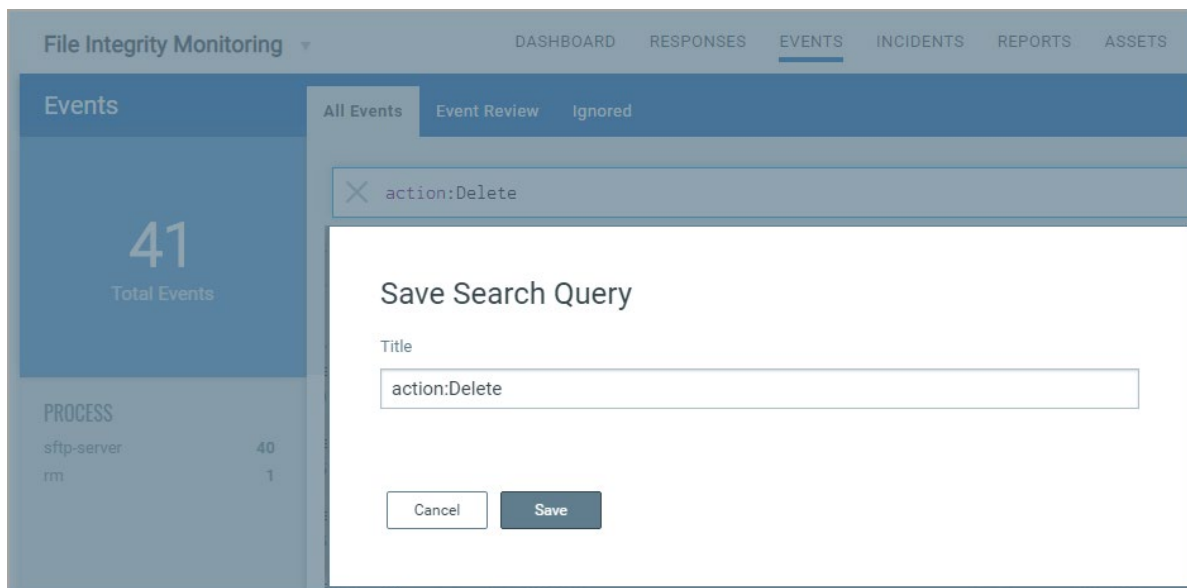 File Integrity Monitoring DASHBOARD RESPONSES EVENTS INCIDENTS REPORTS ASSETS
Events
All Events Event Review Ignored
action:Delete
41
Total Events
Save Search Query
Title
action:Delete
PROCESS
sftp-server 40
rm 1
Cancel Save